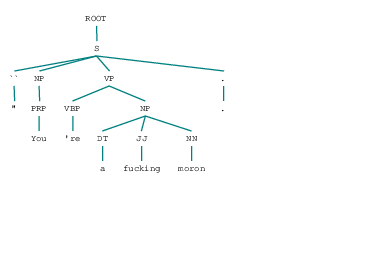 ROOT
S
`` NP VP .
" PRP VBP NP .
You 're DT JJ NN
a fucking moron